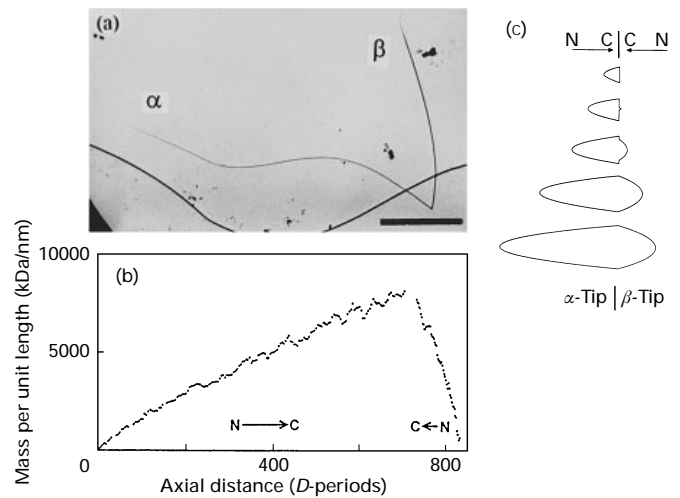 (a)
α
β
(b)
Mass per unit length (kDa/nm)
10000
5000
0
N → C
C ← N
400
800
Axial distance (D-periods)
(c)
N C C N
α-Tip β-Tip